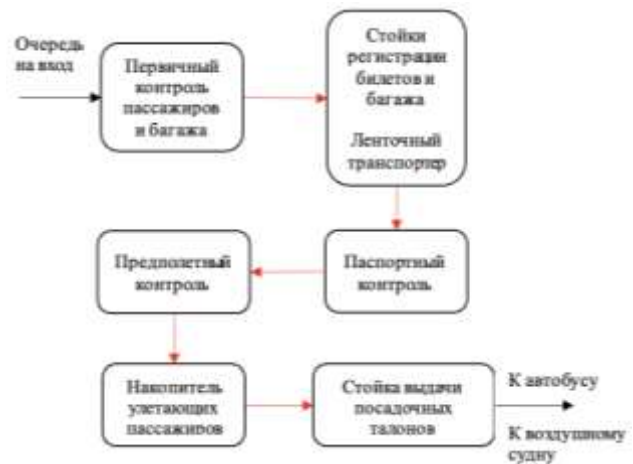 Очередь
на вход
Первичный
контроль
пассажиров
и багажа
Стойки
регистрации
билетов и
багажа
Ленточный
транспортер
Предполетный
контроль
Паспортный
контроль
Накопитель
улетающих
пассажиров
Стойка выдачи
посадочных
талонов
К автобусу
К воздушному
судну